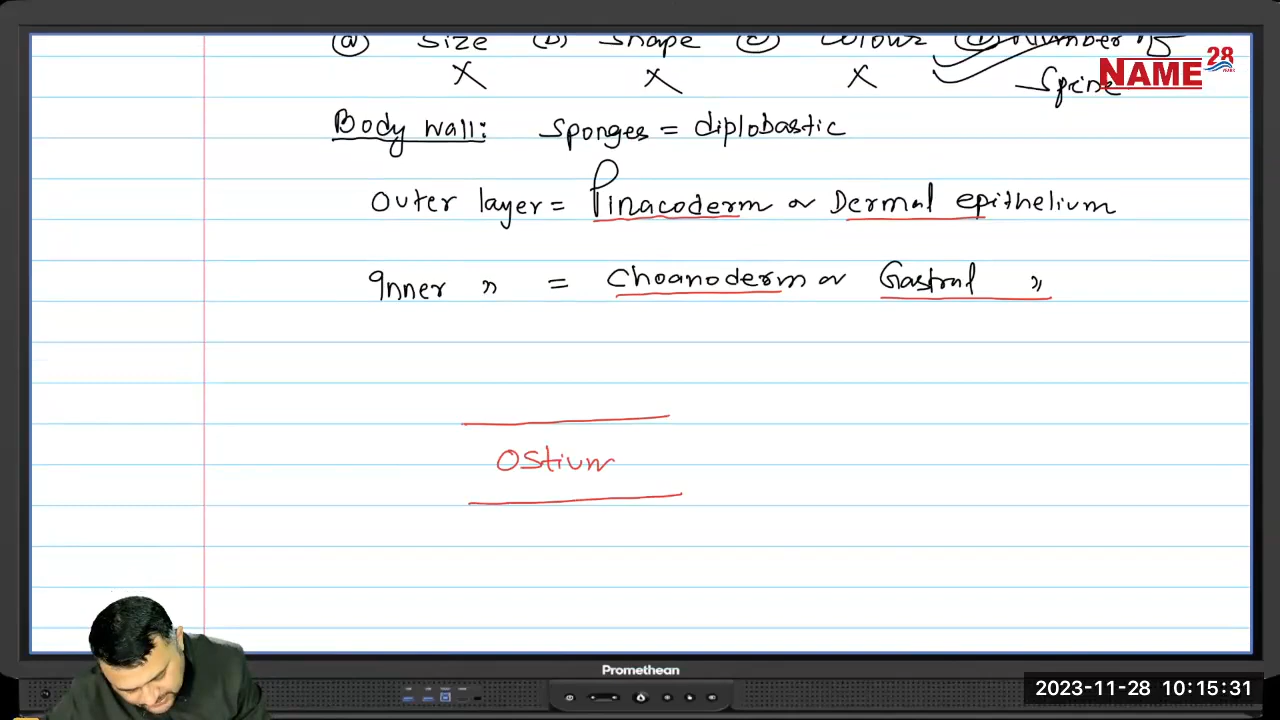 (a) Size (b) Shape (c) Colour (d) Number of
Spine
NAME 28
Body wall: Sponges = diplobastic
Outer layer = Pinacoderm or Dermal epithelium
Inner " = Choanoderm or Gastral "
Ostium
Promethean
2023-11-28 10:15:31